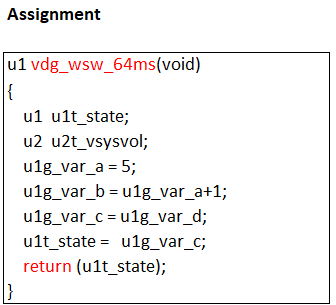 Assignment
u1 vdg_wsw_64ms(void)
{
u1 u1t_state;
u2 u2t_vsysvol;
u1g_var_a = 5;
u1g_var_b = u1g_var_a+1;
u1g_var_c = u1g_var_d;
u1t_state = u1g_var_c;
return (u1t_state);
}